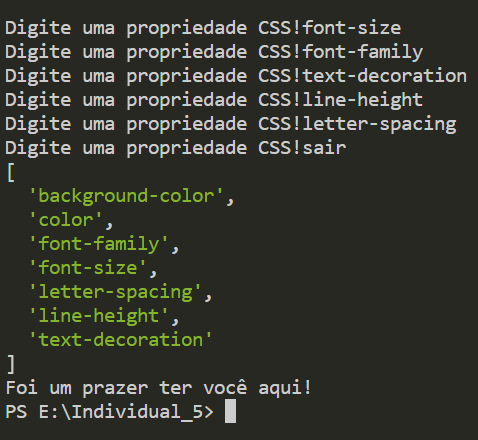 Digite uma propriedade CSS!font-size
Digite uma propriedade CSS!font-family
Digite uma propriedade CSS!text-decoration
Digite uma propriedade CSS!line-height
Digite uma propriedade CSS!letter-spacing
Digite uma propriedade CSS!sair
[
  'background-color',
  'color',
  'font-family',
  'font-size',
  'letter-spacing',
  'line-height',
  'text-decoration'
]
Foi um prazer ter você aqui!
PS E:\Individual_5>